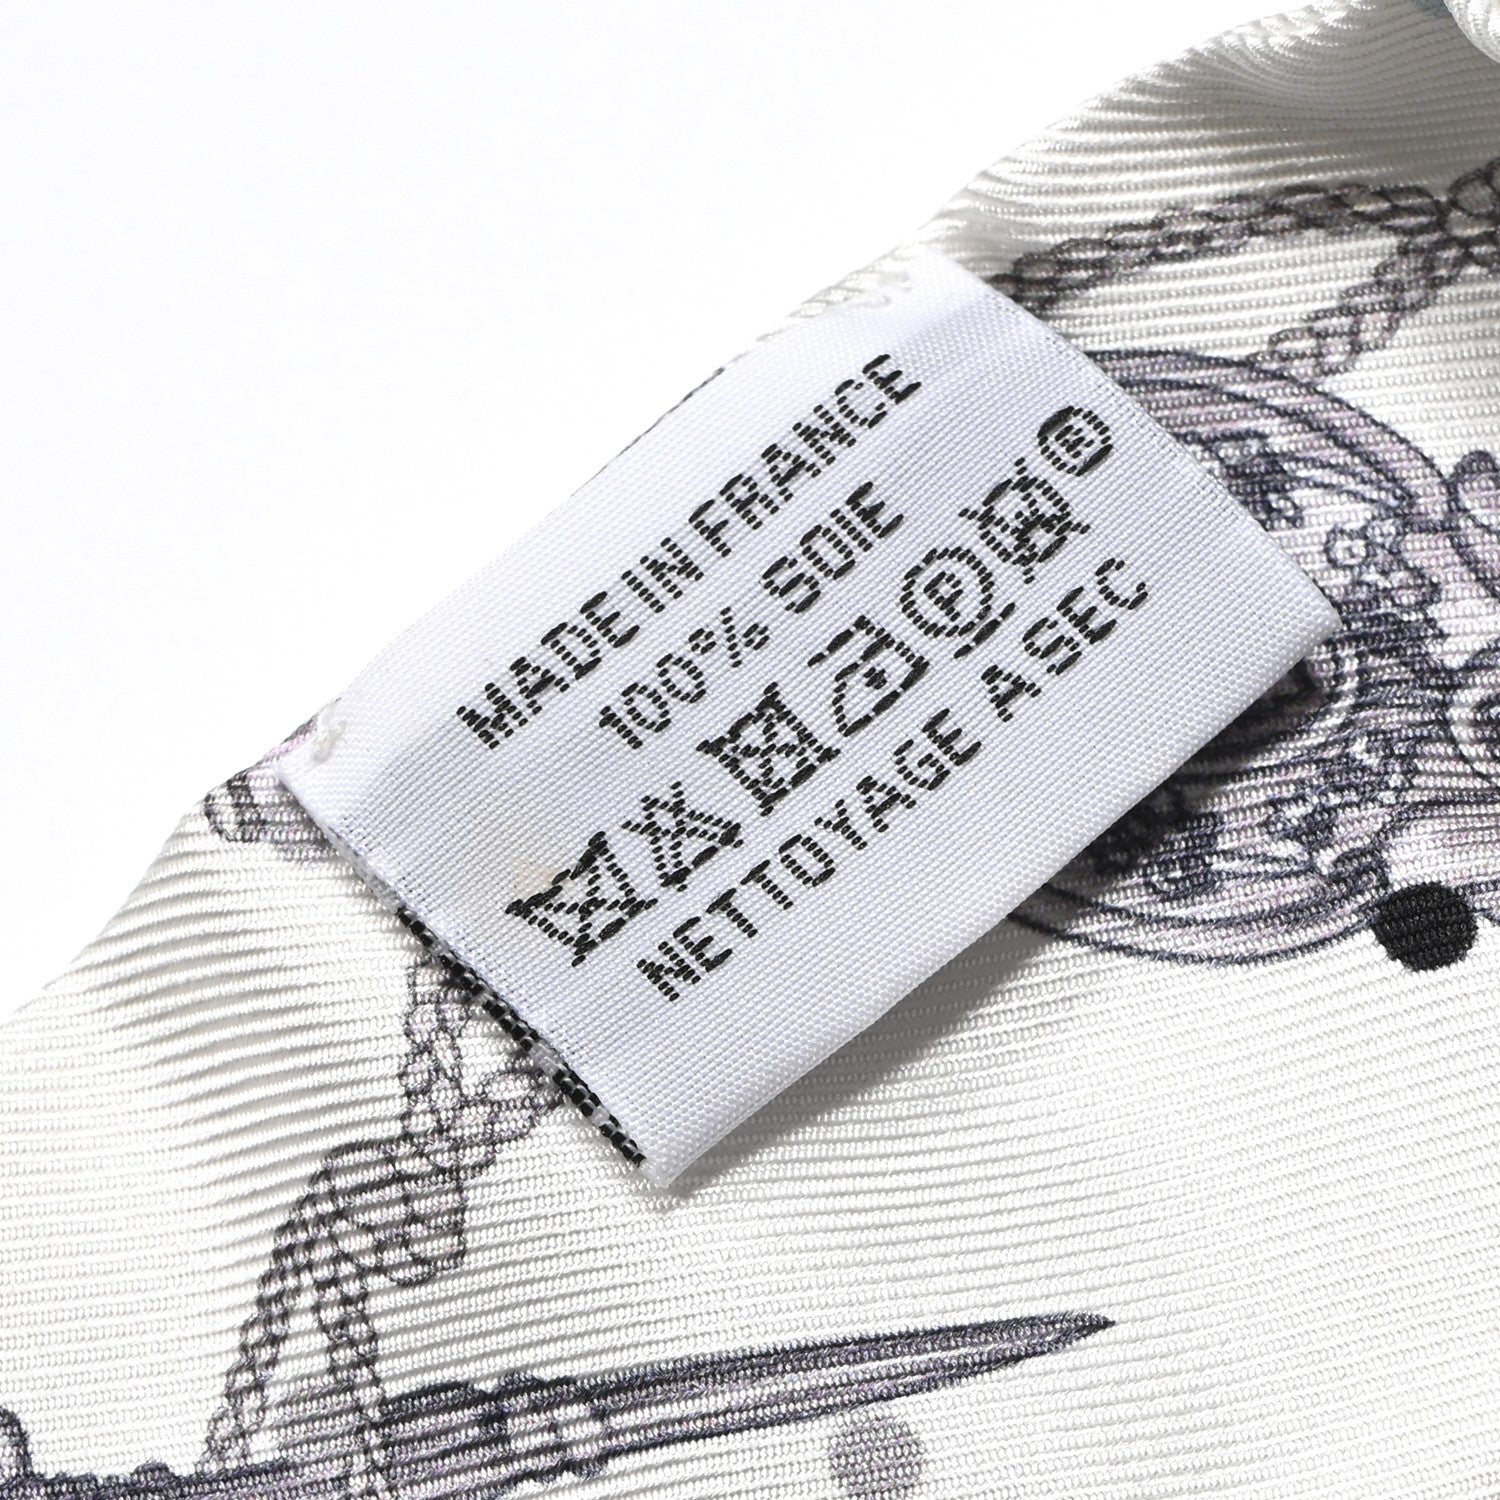 MADE IN FRANCE
100% SOIE
P
NETTOYAGE A SEC